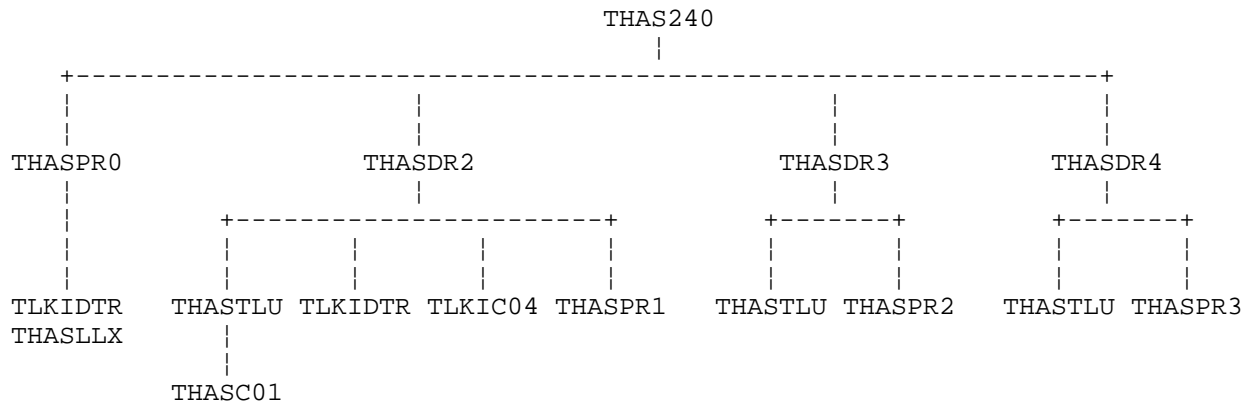 THAS240
THASPR0 THASDR2 THASDR3 THASDR4
TLKIDTR THASTLU TLKIDTR TLKIC04 THASPR1 THASTLU THASPR2 THASTLU THASPR3
THASLLX
THASC01